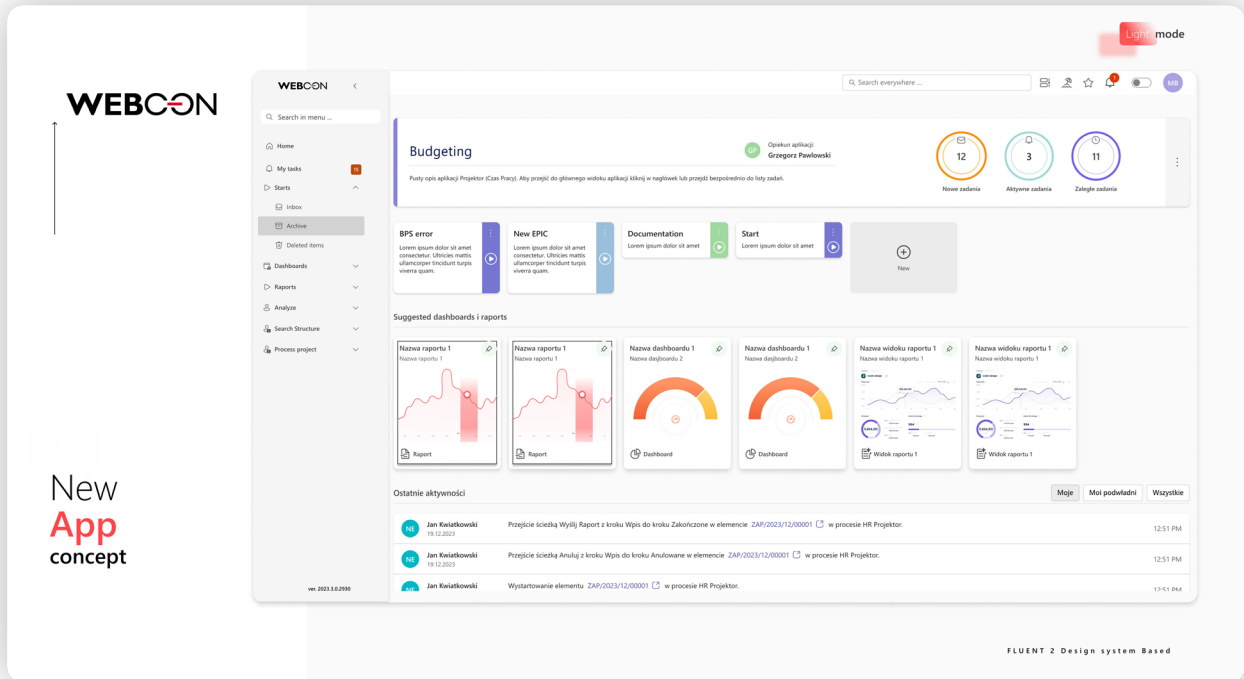 Light mode
WEBCON
WEBCON
Search everywhere ...
1
MB
Search in menu ...
Home
My tasks
15
Starts
Inbox
Archive
Deleted items
Dashboards
Raports
Analyze
Search Structure
Process project
ver. 2023.3.0.2930
Budgeting
GP
Opiekun aplikacji:
Grzegorz Pawlowski
Pusty opis aplikacji Projektor (Czas Pracy). Aby przejść do głównego widoku aplikacji kliknij w nagłówek lub przejdź bezpośrednio do listy zadań.
12
Nowe zadania
3
Aktywne zadania
11
Zaległe zadania
BPS error
Lorem ipsum dolor sit amet
consectetur. Ultricies mattis
ullamcorper tincidunt turpis
viverra quam.
New EPIC
Lorem ipsum dolor sit amet
consectetur. Ultricies mattis
ullamcorper tincidunt turpis
viverra quam.
Documentation
Lorem ipsum dolor sit amet
Start
Lorem ipsum dolor sit amet
New
Suggested dashboards i raports
Nazwa raportu 1
Nazwa raportu 1
Raport
Nazwa raportu 1
Nazwa raportu 1
Raport
Nazwa dashboardu 1
Nazwa dasjboardu 2
Dashboard
Nazwa dashboardu 1
Nazwa dasjboardu 2
Dashboard
Nazwa widoku raportu 1
Nazwa widoku raportu 1
Widok raportu 1
Nazwa widoku raportu 1
Nazwa widoku raportu 1
Widok raportu 1
Ostatnie aktywności
Moje
Moi podwładni
Wszystkie
NE
Jan Kwiatkowski
19.12.2023
Przejście ścieżką Wyślij Raport z kroku Wpis do kroku Zakończone w elemencie ZAP/2023/12/00001 w procesie HR Projektor.
12:51 PM
NE
Jan Kwiatkowski
19.12.2023
Przejście ścieżką Anuluj z kroku Wpis do kroku Anulowane w elemencie ZAP/2023/12/00001 w procesie HR Projektor.
12:51 PM
NE
Jan Kwiatkowski
Wystartowanie elementu ZAP/2023/12/00001 w procesie HR Projektor.
12:51 PM
New
App
concept
FLUENT 2 Design system Based